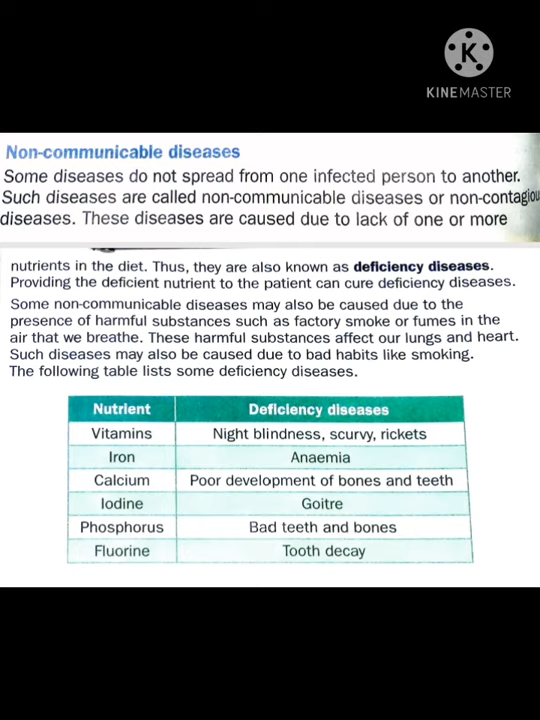 K
KINEMASTER
Non-communicable diseases
Some diseases do not spread from one infected person to another.
Such diseases are called non-communicable diseases or non-contagiou
diseases. These diseases are caused due to lack of one or more
nutrients in the diet. Thus, they are also known as deficiency diseases.
Providing the deficient nutrient to the patient can cure deficiency diseases.
Some non-communicable diseases may also be caused due to the
presence of harmful substances such as factory smoke or fumes in the
air that we breathe. These harmful substances affect our lungs and heart.
Such diseases may also be caused due to bad habits like smoking.
The following table lists some deficiency diseases.
Nutrient Deficiency diseases
Vitamins Night blindness, scurvy, rickets
Iron Anaemia
Calcium Poor development of bones and teeth
Iodine Goitre
Phosphorus Bad teeth and bones
Fluorine Tooth decay